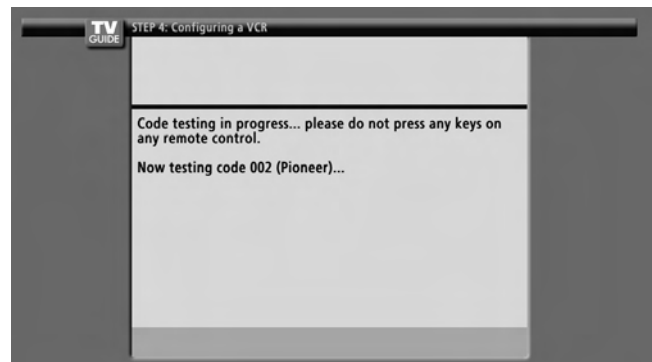 TV
GUIDE
STEP 4: Configuring a VCR
Code testing in progress... please do not press any keys on
any remote control.
Now testing code 002 (Pioneer)...